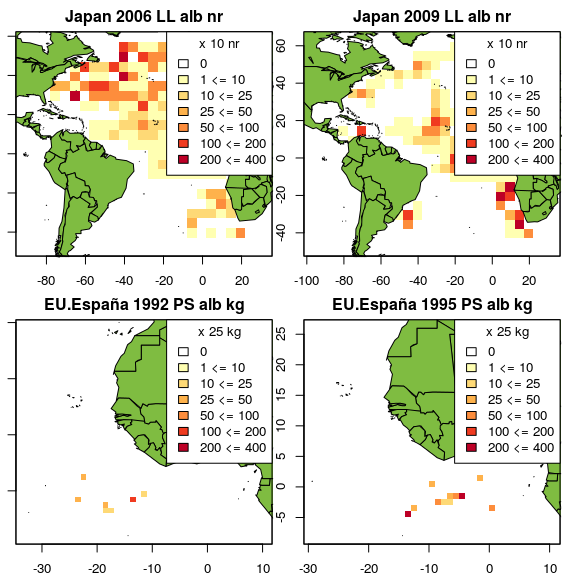 Japan 2006 LL alb nr
x 10 nr
0
1 <= 10
10 <= 25
25 <= 50
50 <= 100
100 <= 200
200 <= 400
-80 -60 -40 -20 0 20
Japan 2009 LL alb nr
x 10 nr
0
1 <= 10
10 <= 25
25 <= 50
50 <= 100
100 <= 200
200 <= 400
60
40
20
0
-20
-40
-100 -80 -60 -40 -20 0 20
EU.España 1992 PS alb kg
x 25 kg
0
1 <= 10
10 <= 25
25 <= 50
50 <= 100
100 <= 200
200 <= 400
-30 -20 -10 0 10
EU.España 1995 PS alb kg
x 25 kg
0
1 <= 10
10 <= 25
25 <= 50
50 <= 100
100 <= 200
200 <= 400
25
20
15
10
5
0
-5
-30 -20 -10 0 10